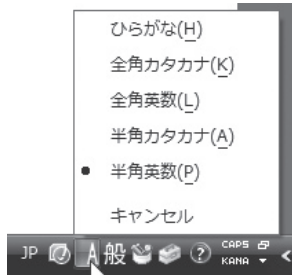 ひらがな(H)
全角カタカナ(K)
全角英数(L)
半角カタカナ(A)
半角英数(P)
キャンセル
JP A 般 ? CAPS KANA